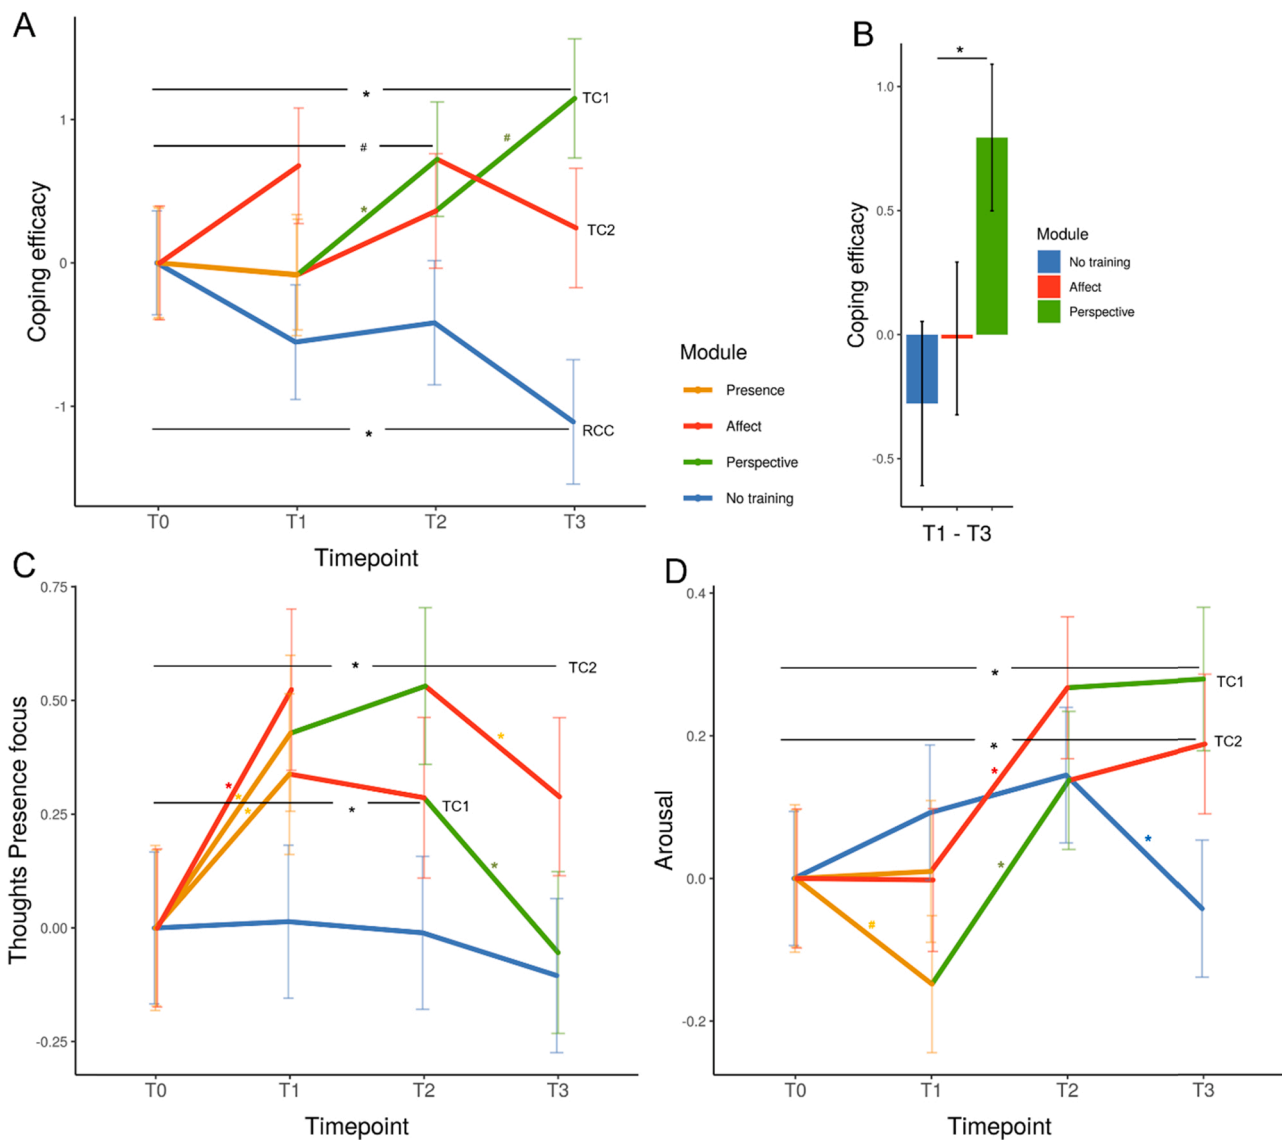 A
Coping efficacy
1
0
-1
*
#
*
#
*
TC1
TC2
RCC
T0 T1 T2 T3
Timepoint
Module
Presence
Affect
Perspective
No training
B
Coping efficacy
1.0
0.5
0.0
-0.5
*
T1 - T3
Module
No training
Affect
Perspective
C
Thoughts Presence focus
0.75
0.50
0.25
0.00
-0.25
*
TC2
*
*
*
*
*
TC1
*
T0 T1 T2 T3
Timepoint
D
Arousal
0.4
0.2
0.0
-0.2
*
TC1
*
TC2
*
*
*
#
T0 T1 T2 T3
Timepoint